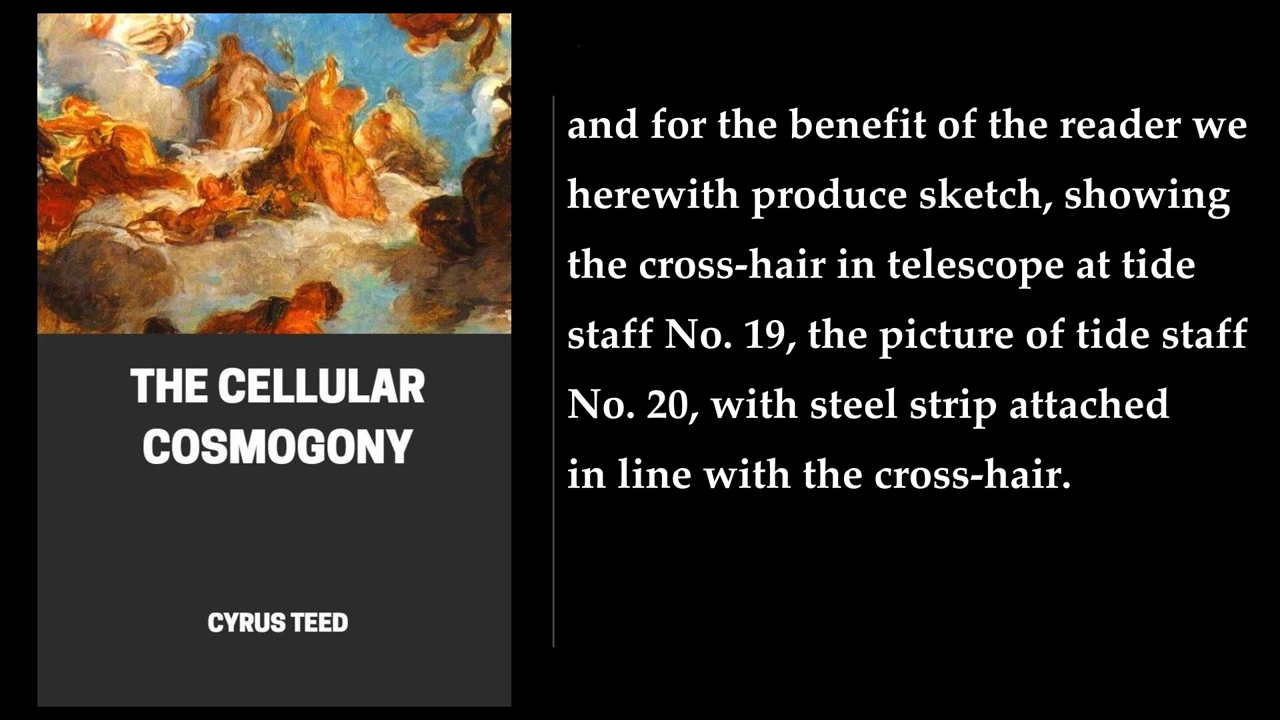 THE CELLULAR
COSMOGONY
CYRUS TEED
and for the benefit of the reader we
herewith produce sketch, showing
the cross-hair in telescope at tide
staff No. 19, the picture of tide staff
No. 20, with steel strip attached
in line with the cross-hair.